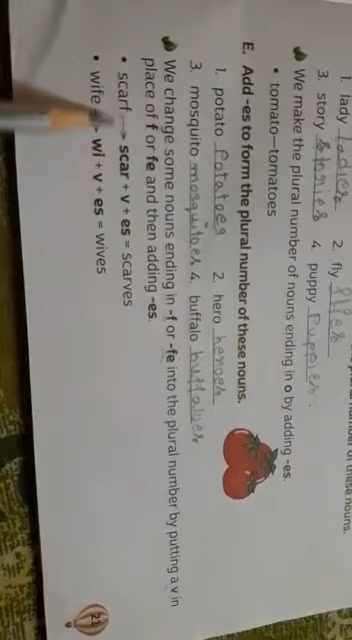 of these nouns.
1. lady ladies 2. fly flies
3. story stories 4. puppy puppies.
We make the plural number of nouns ending in o by adding -es.
• tomato—tomatoes
E. Add -es to form the plural number of these nouns.
1. potato Potatoes 2. hero heroes
3. mosquito mosquitoes 4. buffalo buffaloes
We change some nouns ending in -f or -fe into the plural number by putting a v in
place of f or fe and then adding -es.
• scarf → scar + v + es = scarves
• wife → wi + v + es = wives
21